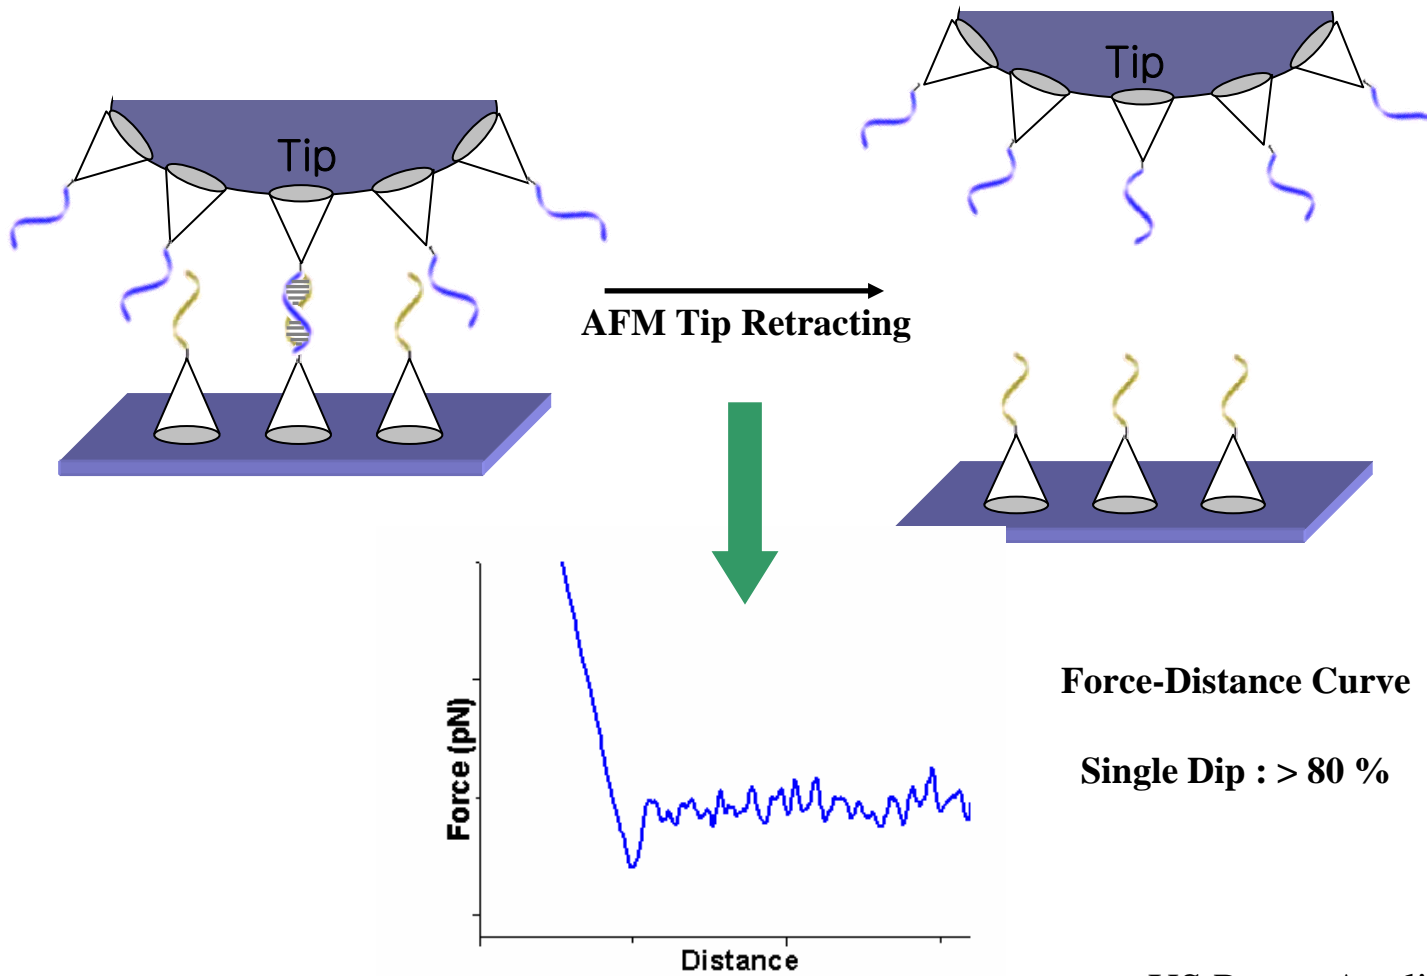 Tip
Tip
AFM Tip Retracting
Force-Distance Curve
Single Dip : > 80 %
Force (pN)
Distance